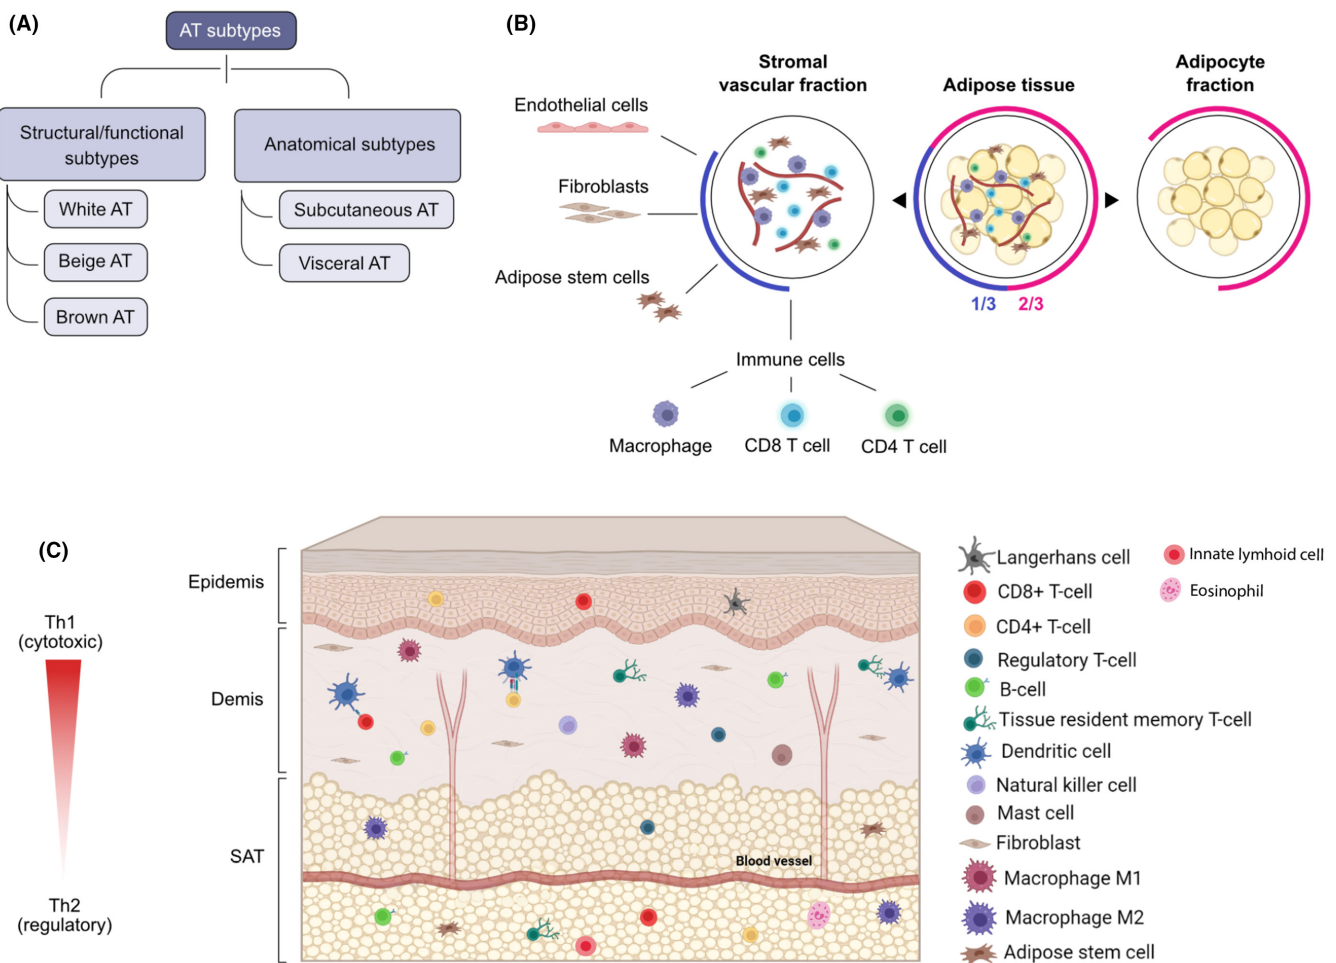 (A)
AT subtypes
Structural/functional
subtypes
White AT
Beige AT
Brown AT
Anatomical subtypes
Subcutaneous AT
Visceral AT
(B)
Stromal
vascular fraction
Adipose tissue
Adipocyte
fraction
Endothelial cells
Fibroblasts
Adipose stem cells
1/3 2/3
Immune cells
Macrophage
CD8 T cell
CD4 T cell
(C)
Th1
(cytotoxic)
Th2
(regulatory)
Epidemis
Demis
SAT
Blood vessel
Langerhans cell
CD8+ T-cell
CD4+ T-cell
Regulatory T-cell
B-cell
Tissue resident memory T-cell
Dendritic cell
Natural killer cell
Mast cell
Fibroblast
Macrophage M1
Macrophage M2
Adipose stem cell
Innate lymhoid cell
Eosinophil